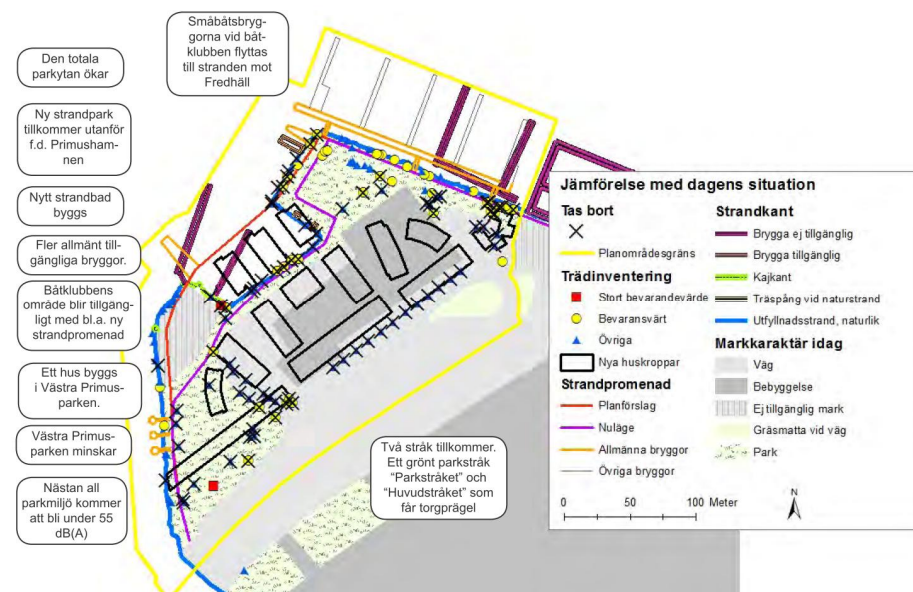 Småbåtsbryg-
gorna vid båt-
klubben flyttas
till stranden mot
Fredhäll
Den totala
parkytan ökar
Ny strandpark
tillkommer utanför
f.d. Primusham-
nen
Nytt strandbad
byggs
Fler allmänt till-
gängliga bryggor.
Båtklubbens
område blir tillgäng-
ligt med bl.a. ny
strandpromenad
Ett hus byggs
i Västra Primus-
parken.
Västra Primus-
parken minskar
Nästan all
parkmiljö kommer
att bli under 55
dB(A)
Två stråk tillkommer.
Ett grönt parkstråk
“Parkstråket” och
“Huvudstråket” som
får torgprägel
Jämförelse med dagens situation
Tas bort
Planområdesgräns
Trädinventering
Stort bevarandevärde
Bevaransvärt
Övriga
Nya huskroppar
Strandpromenad
Planförslag
Nuläge
Allmänna bryggor
Övriga bryggor
Strandkant
Brygga ej tillgänglig
Brygga tillgänglig
Kajkant
Träspång vid naturstrand
Utfyllnadsstrand, naturlik
Markkaraktär idag
Väg
Bebyggelse
Ej tillgänglig mark
Gräsmatta vid väg
Park
0 50 100 Meter
N